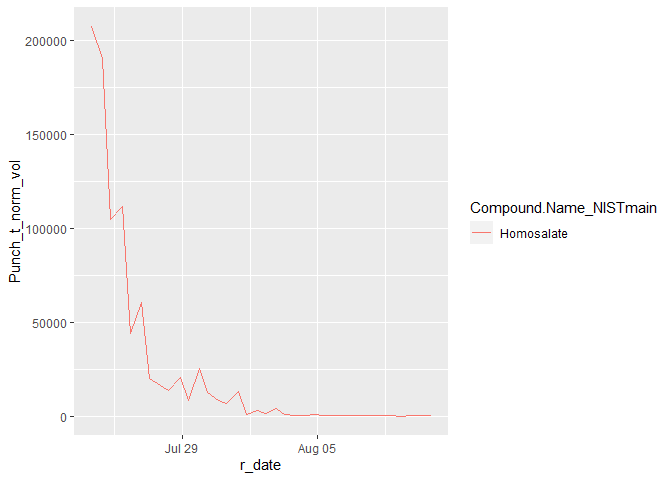 200000
150000
100000
50000
0
Punch_t_norm_vol
Jul 29
Aug 05
r_date
Compound.Name_NISTmain
Homosalate